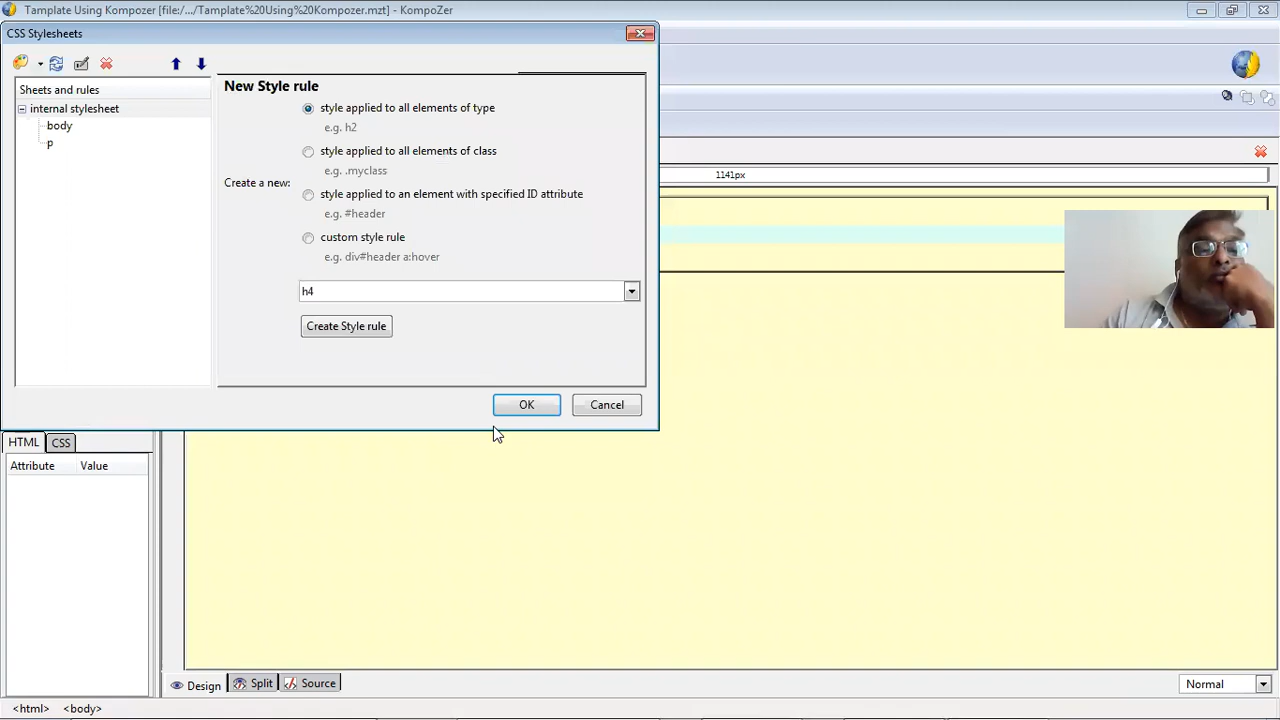 Tamplate Using Kompozer [file:/.../Tamplate%20Using%20Kompozer.mzt] - KompoZer
CSS Stylesheets
Sheets and rules
internal stylesheet
body
p
New Style rule
Create a new:
style applied to all elements of type
e.g. h2
style applied to all elements of class
e.g. .myclass
style applied to an element with specified ID attribute
e.g. #header
custom style rule
e.g. div#header a:hover
h4
Create Style rule
OK Cancel
1141px
HTML CSS
Attribute Value
Design Split Source
Normal
<html> <body>